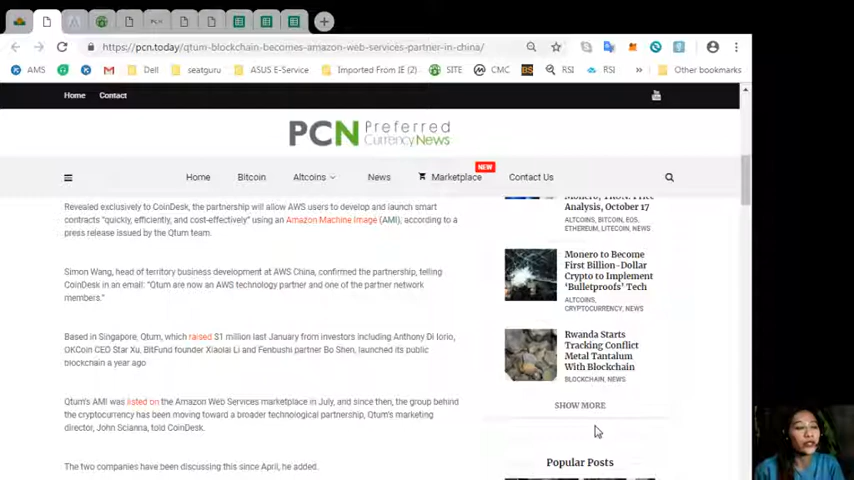 https://pcn.today/qtum-blockchain-becomes-amazon-web-services-partner-in-china/
AMS
Dell
seatguru
ASUS E-Service
Imported From IE (2)
SITE
CMC
BS
RSI
RSI
»
Other bookmarks
Home
Contact
PCN Preferred
Currency News
NEW
Home
Bitcoin
Altcoins
News
Marketplace
Contact Us
Revealed exclusively to CoinDesk, the partnership will allow AWS users to develop and launch smart
contracts "quickly, efficiently, and cost-effectively" using an Amazon Machine Image (AMI), according to a
press release issued by the Qtum team.
Simon Wang, head of territory business development at AWS China, confirmed the partnership, telling
CoinDesk in an email: "Qtum are now an AWS technology partner and one of the partner network
members."
Based in Singapore, Qtum, which raised $1 million last January from investors including Anthony Di Iorio,
OKCoin CEO Star Xu, BitFund founder Xiaolai Li and Fenbushi partner Bo Shen, launched its public
blockchain a year ago
Qtum's AMI was listed on the Amazon Web Services marketplace in July, and since then, the group behind
the cryptocurrency has been moving toward a broader technological partnership, Qtum's marketing
director, John Scianna, told CoinDesk.
The two companies have been discussing this since April, he added.
Monero, TRON: Price
Analysis, October 17
ALTCOINS, BITCOIN, EOS,
ETHEREUM, LITECOIN, NEWS
Monero to Become
First Billion-Dollar
Crypto to Implement
'Bulletproofs' Tech
ALTCOINS,
CRYPTOCURRENCY, NEWS
Rwanda Starts
Tracking Conflict
Metal Tantalum
With Blockchain
BLOCKCHAIN, NEWS
SHOW MORE
Popular Posts